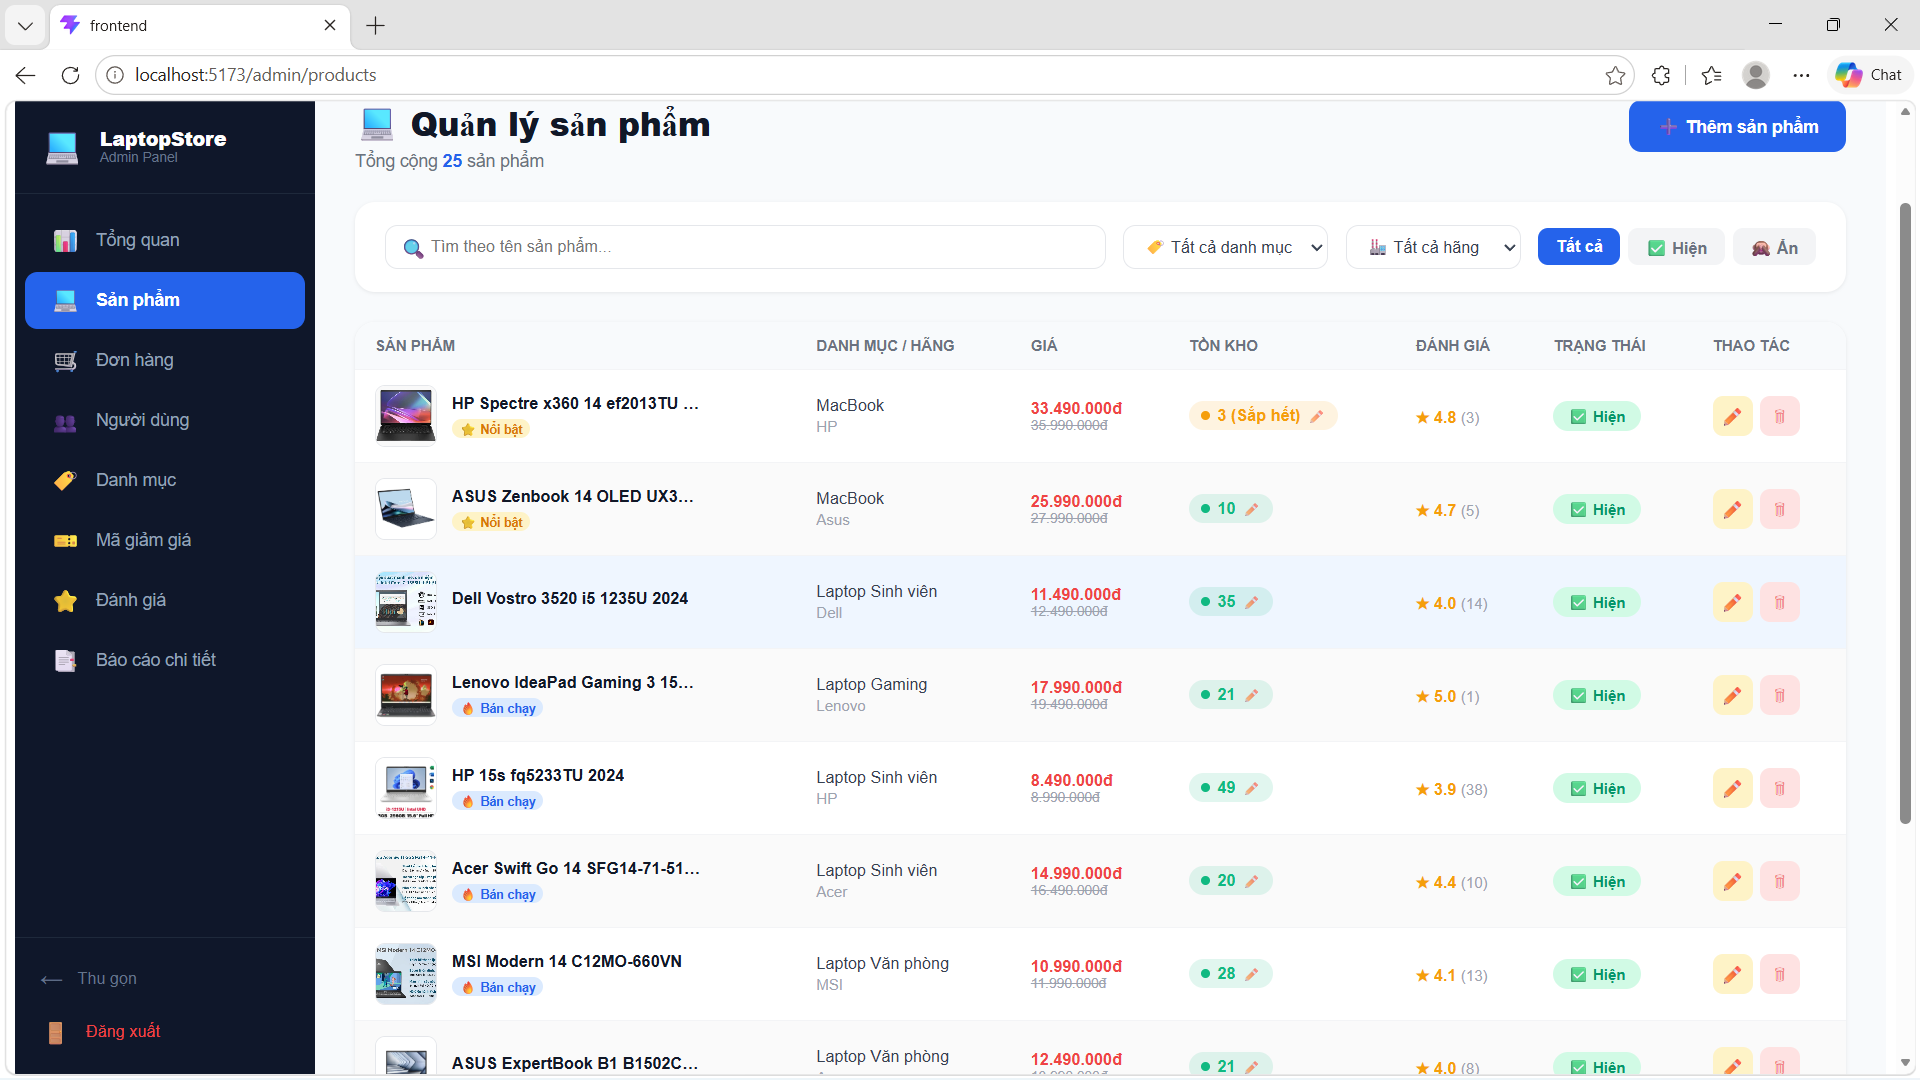 frontend
localhost:5173/admin/products
Chat
LaptopStore
Admin Panel
Tổng quan
Sản phẩm
Đơn hàng
Người dùng
Danh mục
Mã giảm giá
Đánh giá
Báo cáo chi tiết
Thu gọn
Đăng xuất
Quản lý sản phẩm
Tổng cộng 25 sản phẩm
Thêm sản phẩm
Tìm theo tên sản phẩm...
Tất cả danh mục
Tất cả hãng
Tất cả
Hiện
Ẩn
SẢN PHẨM DANH MỤC / HÃNG GIÁ TỒN KHO ĐÁNH GIÁ TRẠNG THÁI THAO TÁC
HP Spectre x360 14 ef2013TU ...
Nổi bật
MacBook
HP
33.490.000đ
35.990.000đ
3 (Sắp hết)
★ 4.8 (3)
Hiện
ASUS Zenbook 14 OLED UX3...
Nổi bật
MacBook
Asus
25.990.000đ
27.990.000đ
10
★ 4.7 (5)
Hiện
Dell Vostro 3520 i5 1235U 2024
Laptop Sinh viên
Dell
11.490.000đ
12.490.000đ
35
★ 4.0 (14)
Hiện
Lenovo IdeaPad Gaming 3 15...
Bán chạy
Laptop Gaming
Lenovo
17.990.000đ
19.490.000đ
21
★ 5.0 (1)
Hiện
HP 15s fq5233TU 2024
Bán chạy
Laptop Sinh viên
HP
8.490.000đ
8.990.000đ
49
★ 3.9 (38)
Hiện
Acer Swift Go 14 SFG14-71-51...
Bán chạy
Laptop Sinh viên
Acer
14.990.000đ
16.490.000đ
20
★ 4.4 (10)
Hiện
MSI Modern 14 C12MO-660VN
Bán chạy
Laptop Văn phòng
MSI
10.990.000đ
11.990.000đ
28
★ 4.1 (13)
Hiện
ASUS ExpertBook B1 B1502C...
Laptop Văn phòng
12.490.000đ
21
★ 4.0 (8)
Hiện